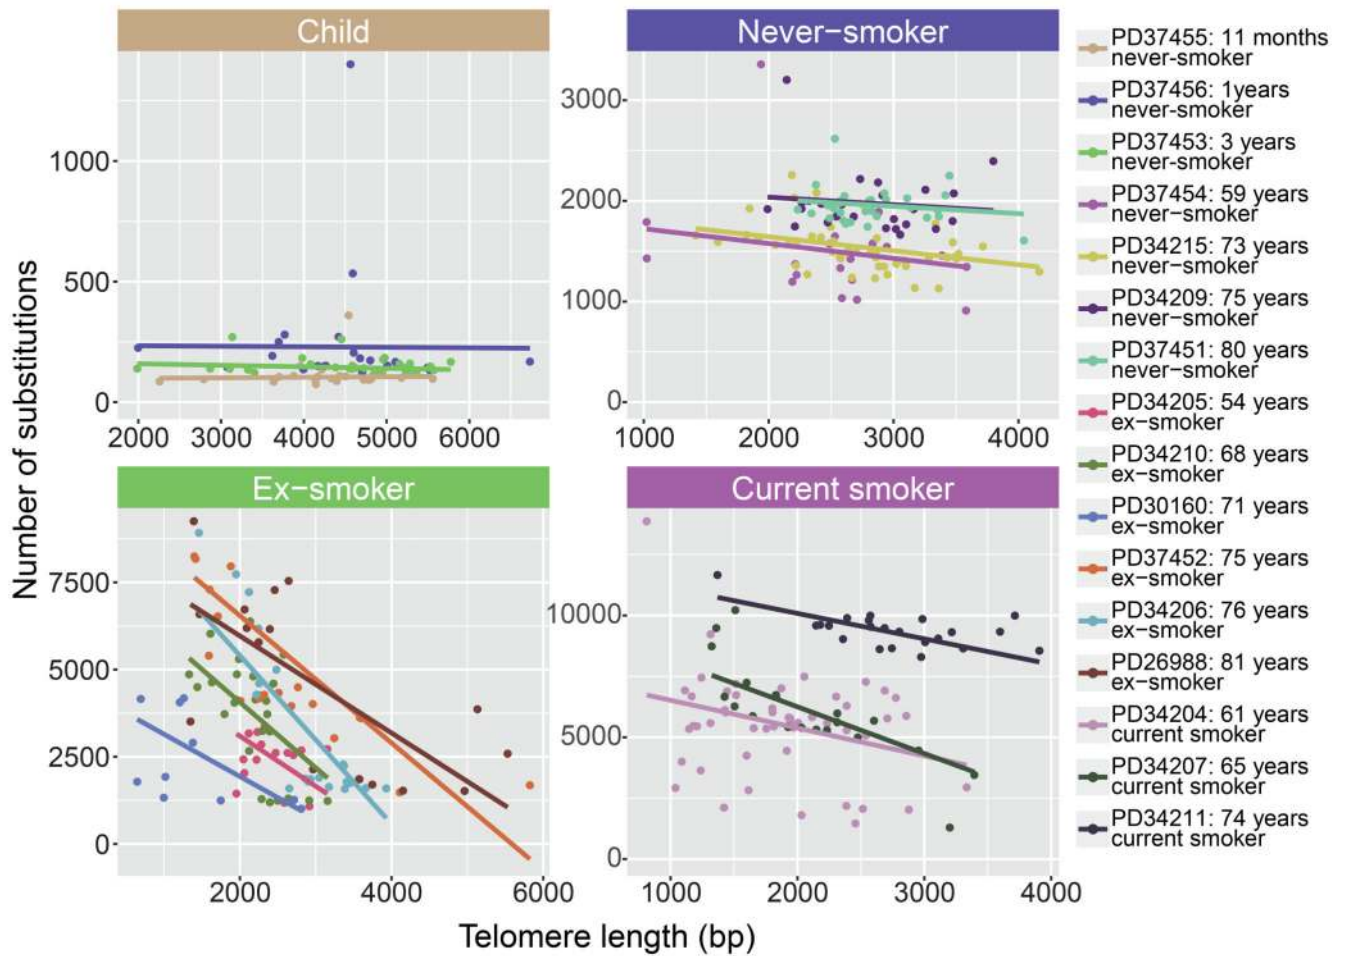 Child
Never−smoker
1000
500
0
2000 3000 4000 5000 6000
3000
2000
1000
0
1000 2000 3000 4000
Ex−smoker
Current smoker
7500
5000
2500
0
2000 4000 6000
10000
5000
0
1000 2000 3000 4000
Number of substitutions
Telomere length (bp)
PD37455: 11 months
never-smoker
PD37456: 1years
never-smoker
PD37453: 3 years
never-smoker
PD37454: 59 years
never−smoker
PD34215: 73 years
never−smoker
PD34209: 75 years
never−smoker
PD37451: 80 years
never−smoker
PD34205: 54 years
ex−smoker
PD34210: 68 years
ex−smoker
PD30160: 71 years
ex−smoker
PD37452: 75 years
ex−smoker
PD34206: 76 years
ex−smoker
PD26988: 81 years
ex−smoker
PD34204: 61 years
current smoker
PD34207: 65 years
current smoker
PD34211: 74 years
current smoker